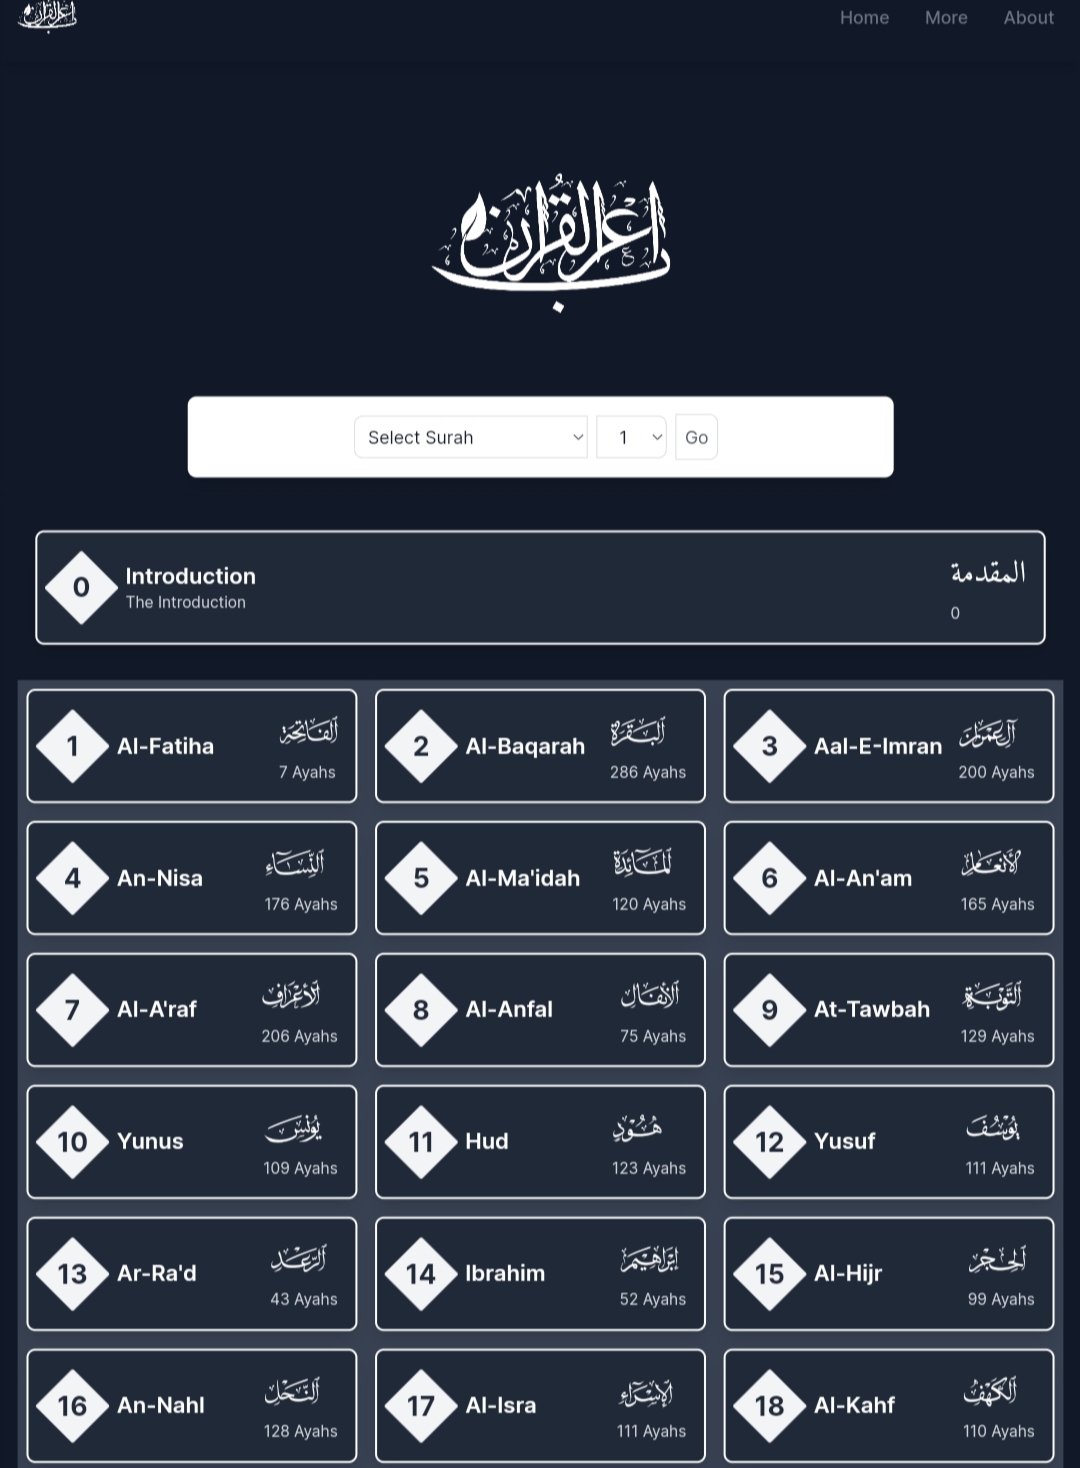 اعراب القرآن
Home More About
اعراب القرآن
Select Surah 1 Go
0 Introduction المقدمة
The Introduction 0
1 Al-Fatiha الفاتحة
7 Ayahs
2 Al-Baqarah البقرة
286 Ayahs
3 Aal-E-Imran آل عمران
200 Ayahs
4 An-Nisa النساء
176 Ayahs
5 Al-Ma'idah المائدة
120 Ayahs
6 Al-An'am الأنعام
165 Ayahs
7 Al-A'raf الأعراف
206 Ayahs
8 Al-Anfal الأنفال
75 Ayahs
9 At-Tawbah التوبة
129 Ayahs
10 Yunus يونس
109 Ayahs
11 Hud هود
123 Ayahs
12 Yusuf يوسف
111 Ayahs
13 Ar-Ra'd الرعد
43 Ayahs
14 Ibrahim إبراهيم
52 Ayahs
15 Al-Hijr الحجر
99 Ayahs
16 An-Nahl النحل
128 Ayahs
17 Al-Isra الإسراء
111 Ayahs
18 Al-Kahf الكهف
110 Ayahs